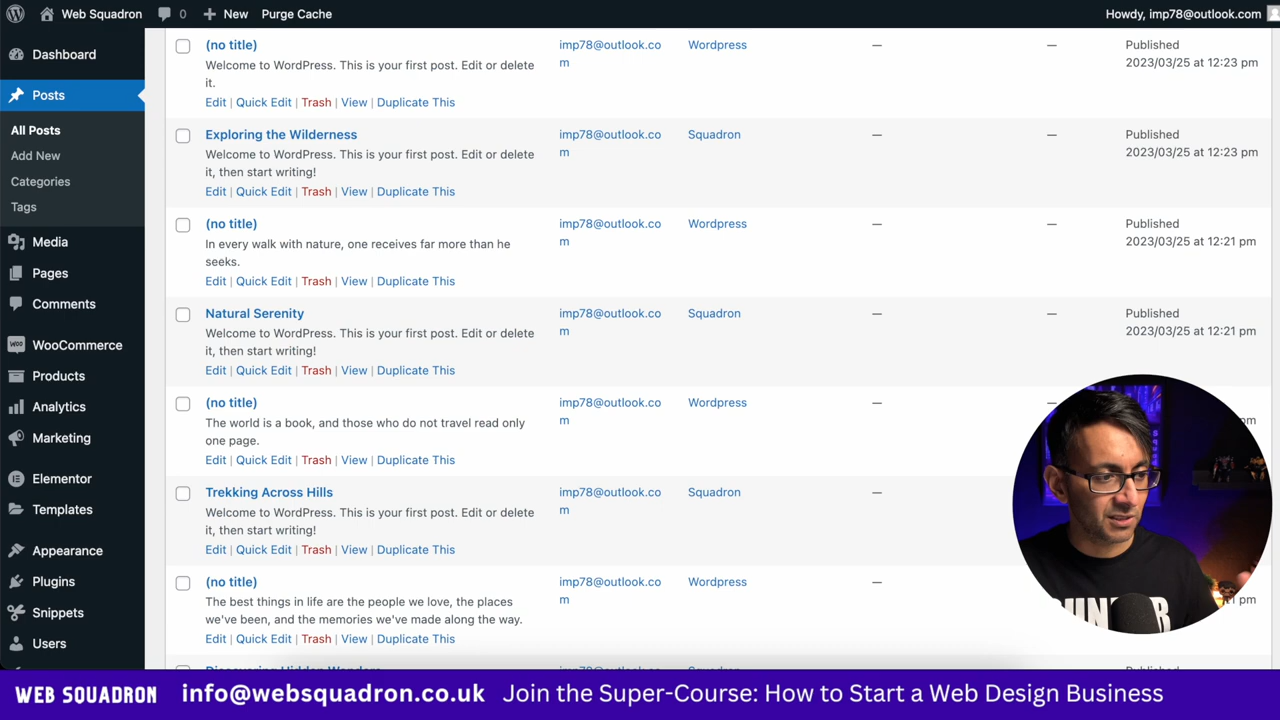 Web Squadron 0 New Purge Cache Howdy, imp78@outlook.com
Dashboard
Posts
All Posts
Add New
Categories
Tags
Media
Pages
Comments
WooCommerce
Products
Analytics
Marketing
Elementor
Templates
Appearance
Plugins
Snippets
Users
(no title) imp78@outlook.co Wordpress — — Published
Welcome to WordPress. This is your first post. Edit or delete m 2023/03/25 at 12:23 pm
it.
Edit | Quick Edit | Trash | View | Duplicate This
Exploring the Wilderness imp78@outlook.co Squadron — — Published
Welcome to WordPress. This is your first post. Edit or delete m 2023/03/25 at 12:23 pm
it, then start writing!
Edit | Quick Edit | Trash | View | Duplicate This
(no title) imp78@outlook.co Wordpress — — Published
In every walk with nature, one receives far more than he m 2023/03/25 at 12:21 pm
seeks.
Edit | Quick Edit | Trash | View | Duplicate This
Natural Serenity imp78@outlook.co Squadron — — Published
Welcome to WordPress. This is your first post. Edit or delete m 2023/03/25 at 12:21 pm
it, then start writing!
Edit | Quick Edit | Trash | View | Duplicate This
(no title) imp78@outlook.co Wordpress —
The world is a book, and those who do not travel read only m pm
one page.
Edit | Quick Edit | Trash | View | Duplicate This
Trekking Across Hills imp78@outlook.co Squadron —
Welcome to WordPress. This is your first post. Edit or delete m
it, then start writing!
Edit | Quick Edit | Trash | View | Duplicate This
(no title) imp78@outlook.co Wordpress —
The best things in life are the people we love, the places m pm
we've been, and the memories we've made along the way.
Edit | Quick Edit | Trash | View | Duplicate This
WEB SQUADRON info@websquadron.co.uk Join the Super-Course: How to Start a Web Design Business